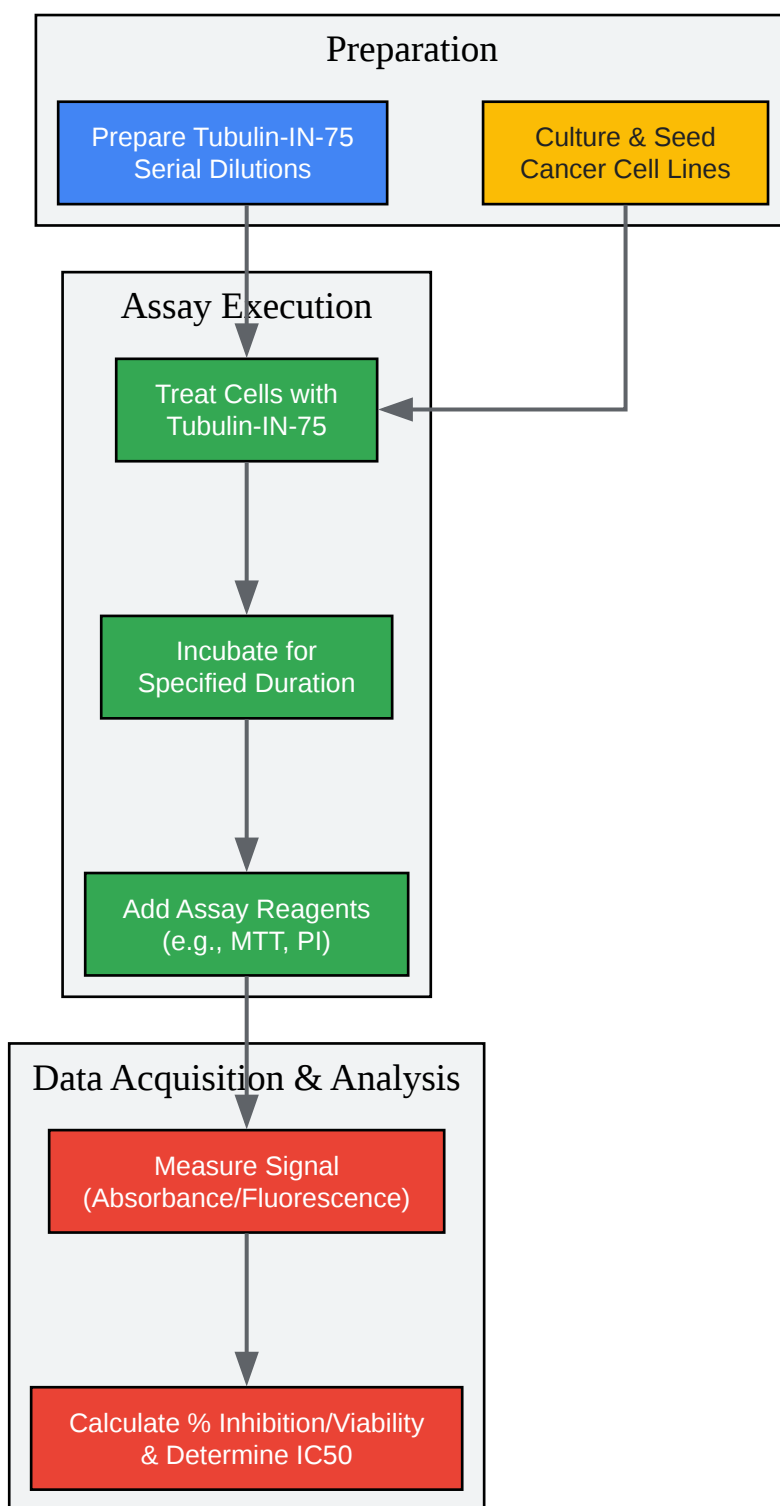 Preparation
Prepare Tubulin-IN-75
Serial Dilutions
Culture & Seed
Cancer Cell Lines
Assay Execution
Treat Cells with
Tubulin-IN-75
Incubate for
Specified Duration
Add Assay Reagents
(e.g., MTT, PI)
Data Acquisition & Analysis
Measure Signal
(Absorbance/Fluorescence)
Calculate % Inhibition/Viability
& Determine IC50